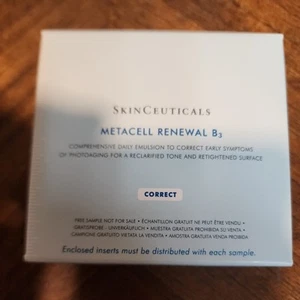 SKINCEUTICALS
METACELL RENEWAL B3
COMPREHENSIVE DAILY EMULSION TO CORRECT EARLY SYMPTOMS
OF PHOTOAGING FOR A RECLARIFIED TONE AND RETIGHTENED SURFACE
CORRECT
FREE SAMPLE NOT FOR SALE • ÉCHANTILLON GRATUIT NE PEUT ÊTRE VENDU •
GRATISPROBE - UNVERKÄUFLICH • MUESTRA GRATUITA PROHIBIDA SU VENTA •
CAMPIONE GRATUITO VIETATA LA VENDITA • AMOSTRA GRATUITA VENDA PROIBIDA
Enclosed inserts must be distributed with each sample.